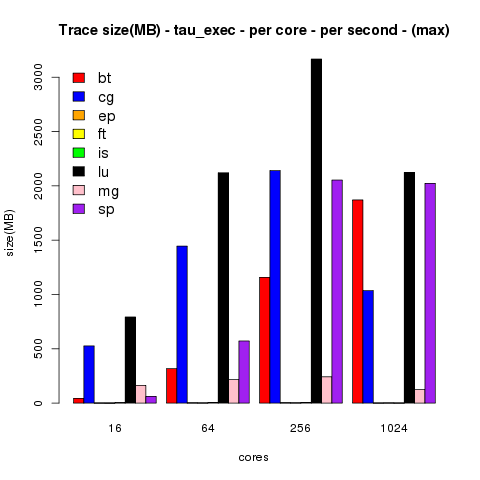 Trace size(MB) - tau_exec - per core - per second - (max)
size(MB)
3000
2500
2000
1500
1000
500
0
bt
cg
ep
ft
is
lu
mg
sp
16
64
256
1024
cores